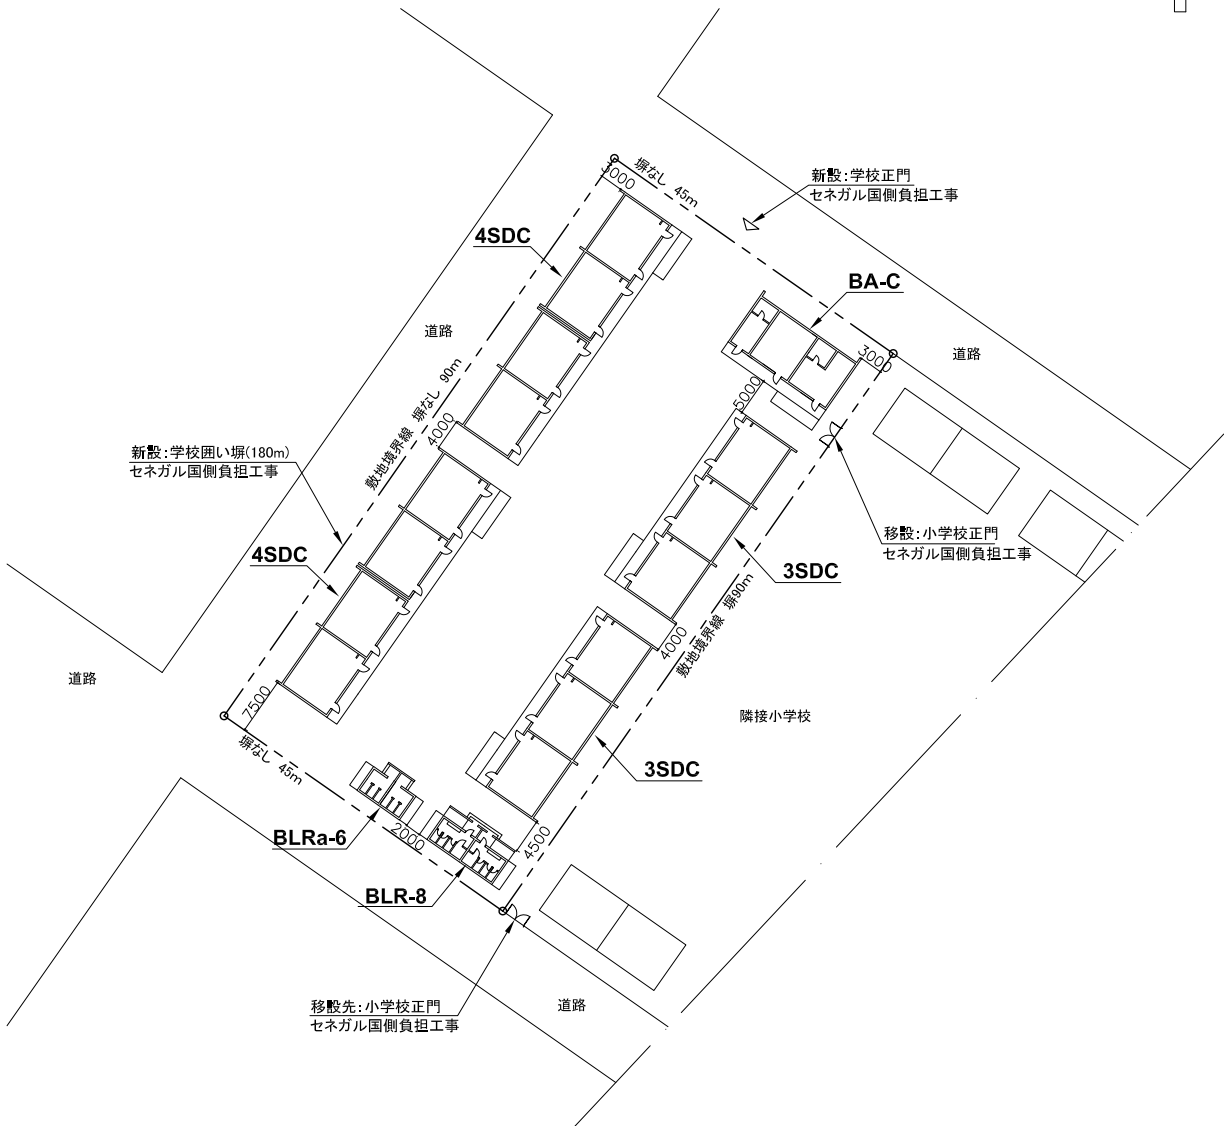 新設:学校正門
セネガル国側負担工事
塀なし 45m
3000
4SDC
BA-C
道路
道路
3000
敷地境界線 塀なし 90m
5000
4000
新設:学校囲い塀(180m)
セネガル国側負担工事
移設:小学校正門
セネガル国側負担工事
4SDC
3SDC
敷地境界線 塀90m
4000
道路
7500
隣接小学校
塀なし 45m
3SDC
BLRa-6
2000
4500
BLR-8
移設先:小学校正門
セネガル国側負担工事
道路